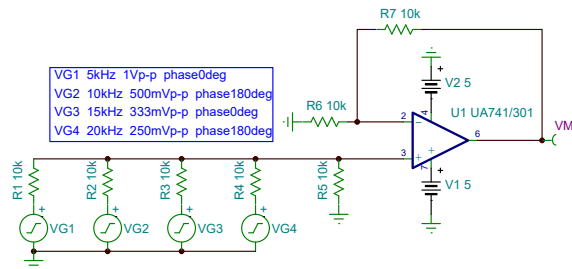 R7 10k
VG1 5kHz 1Vp-p phase0deg
VG2 10kHz 500mVp-p phase180deg
VG3 15kHz 333mVp-p phase0deg
VG4 20kHz 250mVp-p phase180deg
+
V2 5
R6 10k
U1 UA741/301
2
4
6
VM
3
7
+
+
R1 10k
R2 10k
R3 10k
R4 10k
R5 10k
+
V1 5
+
+
+
+
VG1
VG2
VG3
VG4